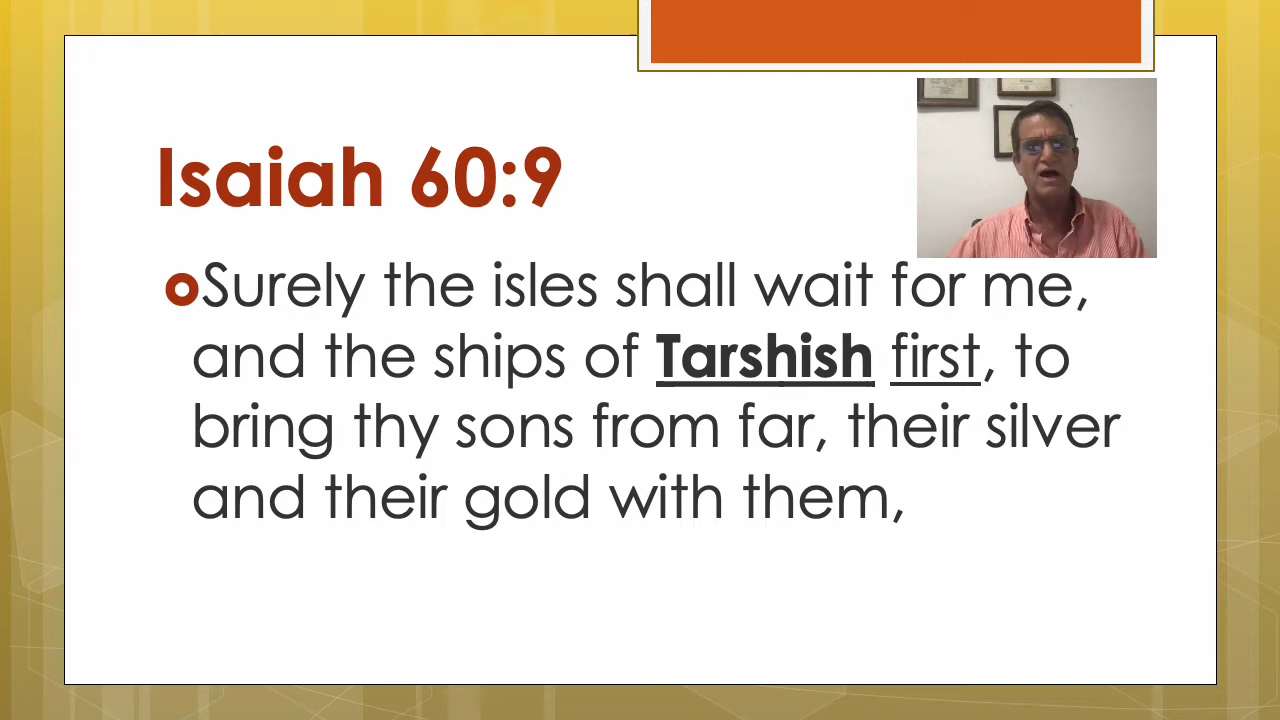 Isaiah 60:9
Surely the isles shall wait for me,
and the ships of Tarshish first, to
bring thy sons from far, their silver
and their gold with them,